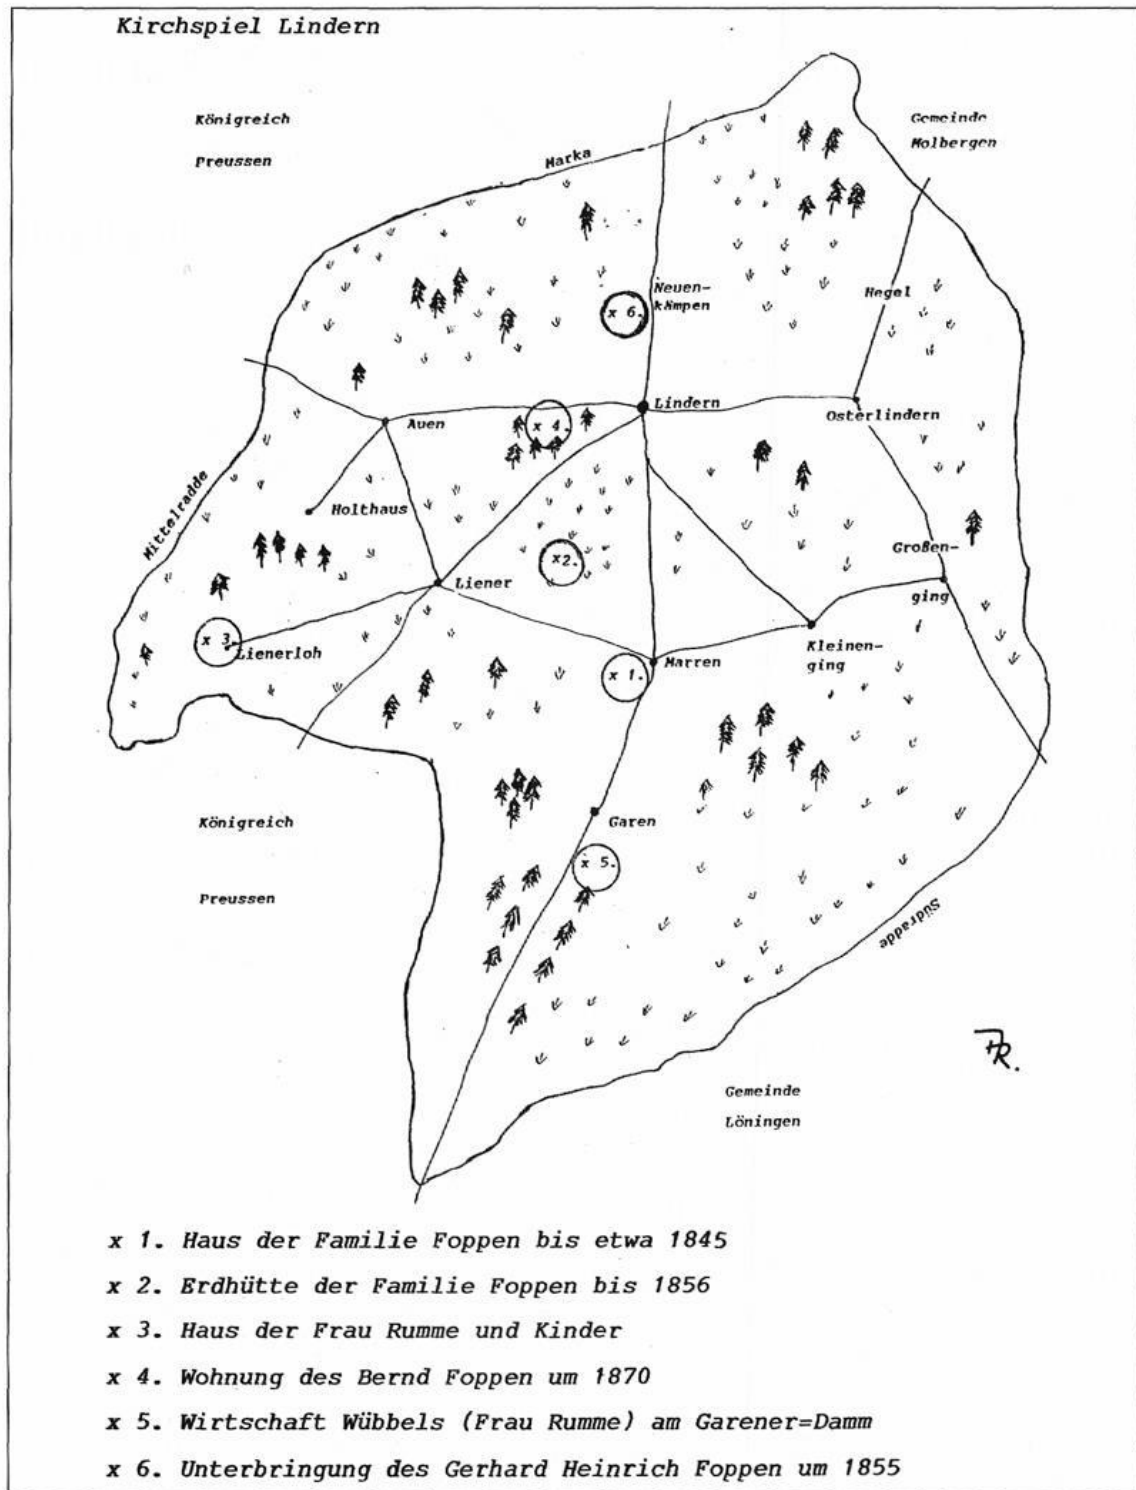 Kirchspiel Lindern
Königreich
Preussen
Gemeinde
Molbergen
Marka
Neuen-
kämpen
x 6.
Hegel
Lindern
Osterlindern
Auen
x 4.
Mittelradde
Holthaus
Großen-
ging
x2.
Liener
x 3.
Lienerloh
Kleinen-
ging
Marren
x 1.
Königreich
Preussen
Garen
x 5.
Südradde
Gemeinde
Löningen
x 1. Haus der Familie Foppen bis etwa 1845
x 2. Erdhütte der Familie Foppen bis 1856
x 3. Haus der Frau Rumme und Kinder
x 4. Wohnung des Bernd Foppen um 1870
x 5. Wirtschaft Wübbels (Frau Rumme) am Garener=Damm
x 6. Unterbringung des Gerhard Heinrich Foppen um 1855